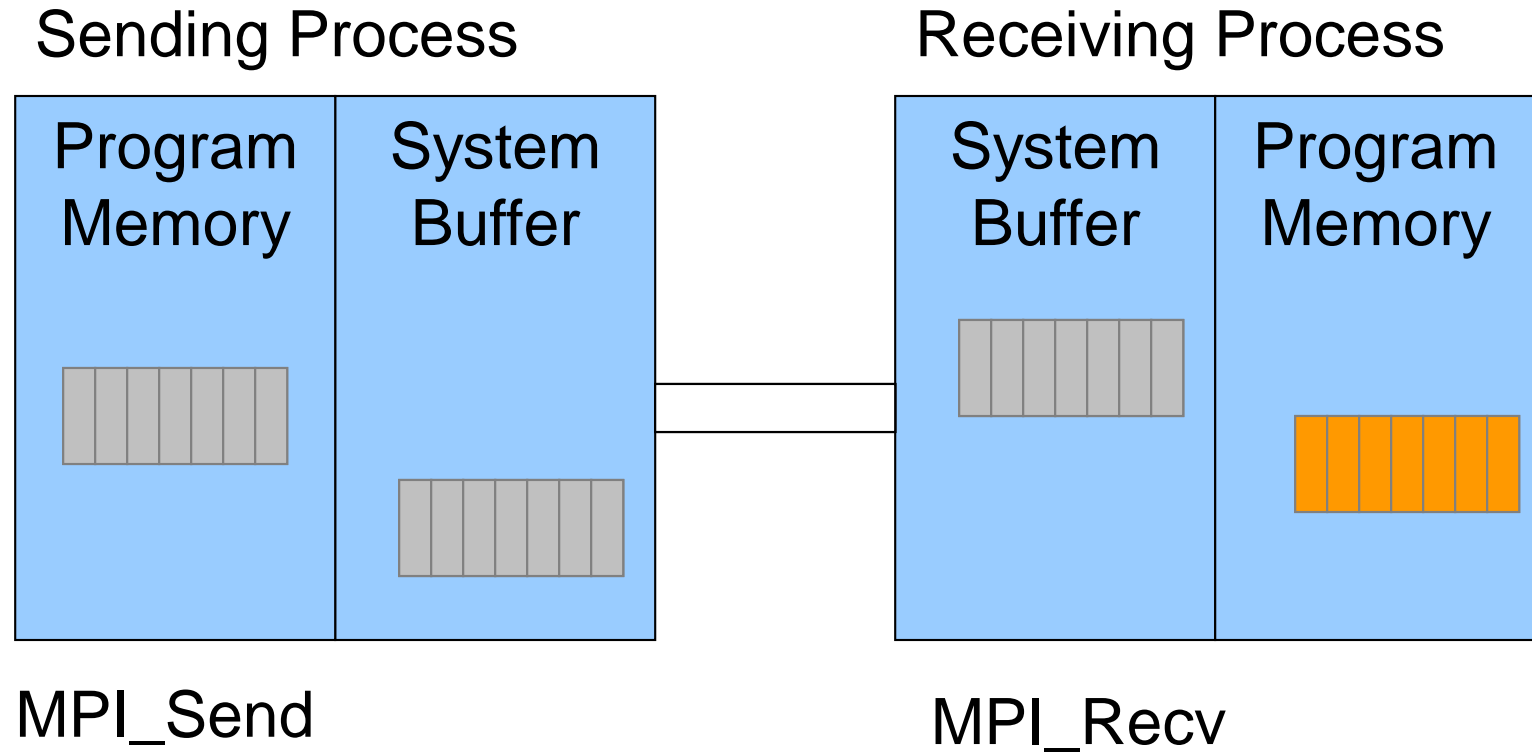 Sending Process
Receiving Process
Program
Memory
System
Buffer
System
Buffer
Program
Memory
MPI_Send
MPI_Recv